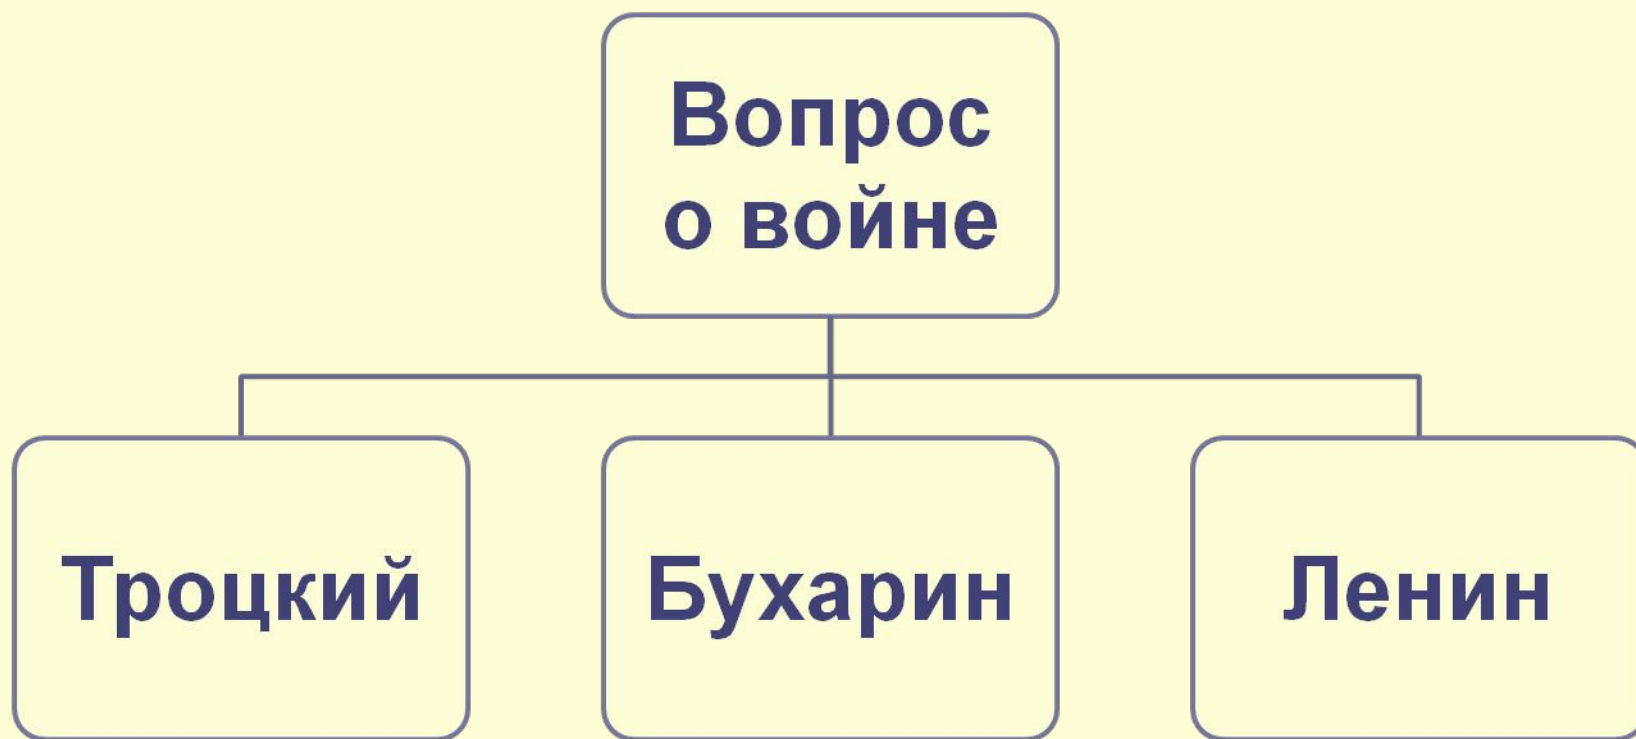 Вопрос
о войне
Троцкий
Бухарин
Ленин